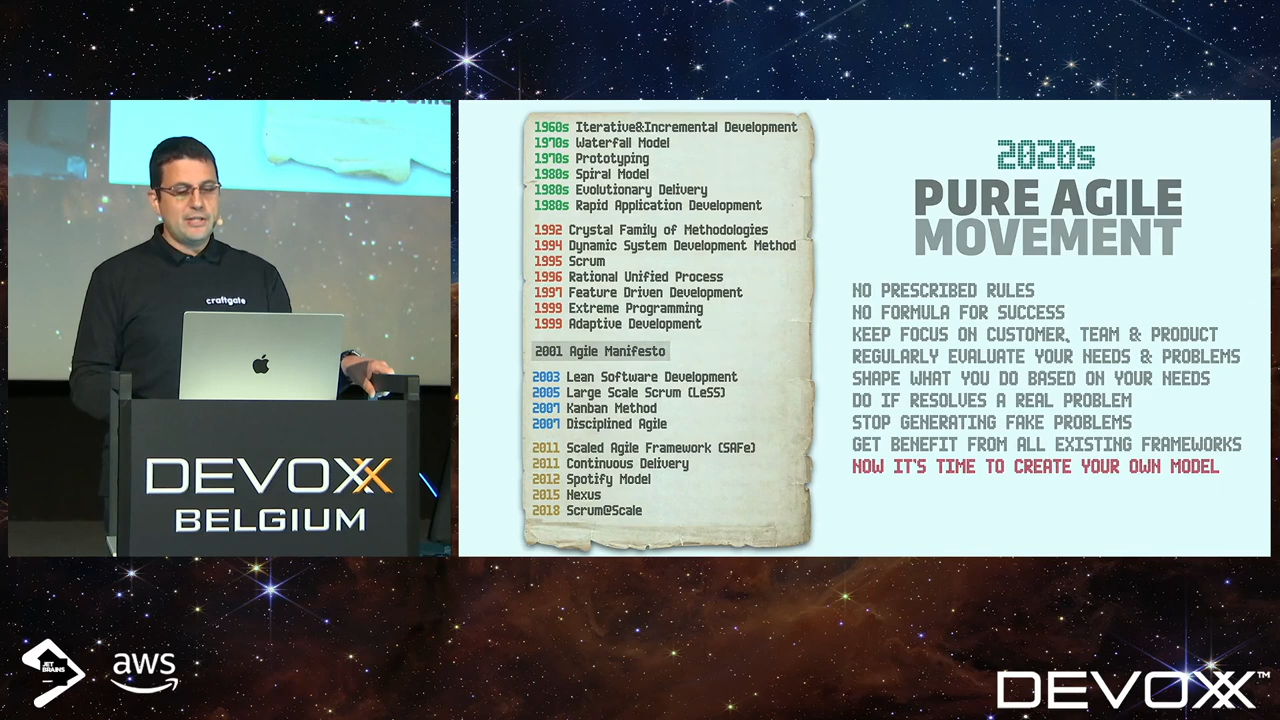 craftgate
DEVOXX
BELGIUM
1960s Iterative&Incremental Development
1970s Waterfall Model
1970s Prototyping
1980s Spiral Model
1980s Evolutionary Delivery
1980s Rapid Application Development
1992 Crystal Family of Methodologies
1994 Dynamic System Development Method
1995 Scrum
1996 Rational Unified Process
1997 Feature Driven Development
1999 Extreme Programming
1999 Adaptive Development
2001 Agile Manifesto
2003 Lean Software Development
2005 Large Scale Scrum (LeSS)
2007 Kanban Method
2007 Disciplined Agile
2011 Scaled Agile Framework (SAFe)
2011 Continuous Delivery
2012 Spotify Model
2015 Nexus
2018 Scrum@Scale
2020s
PURE AGILE
MOVEMENT
NO PRESCRIBED RULES
NO FORMULA FOR SUCCESS
KEEP FOCUS ON CUSTOMER, TEAM & PRODUCT
REGULARLY EVALUATE YOUR NEEDS & PROBLEMS
SHAPE WHAT YOU DO BASED ON YOUR NEEDS
DO IF RESOLVES A REAL PROBLEM
STOP GENERATING FAKE PROBLEMS
GET BENEFIT FROM ALL EXISTING FRAMEWORKS
NOW IT'S TIME TO CREATE YOUR OWN MODEL
JET
BRAINS
aws
DEVOXX™